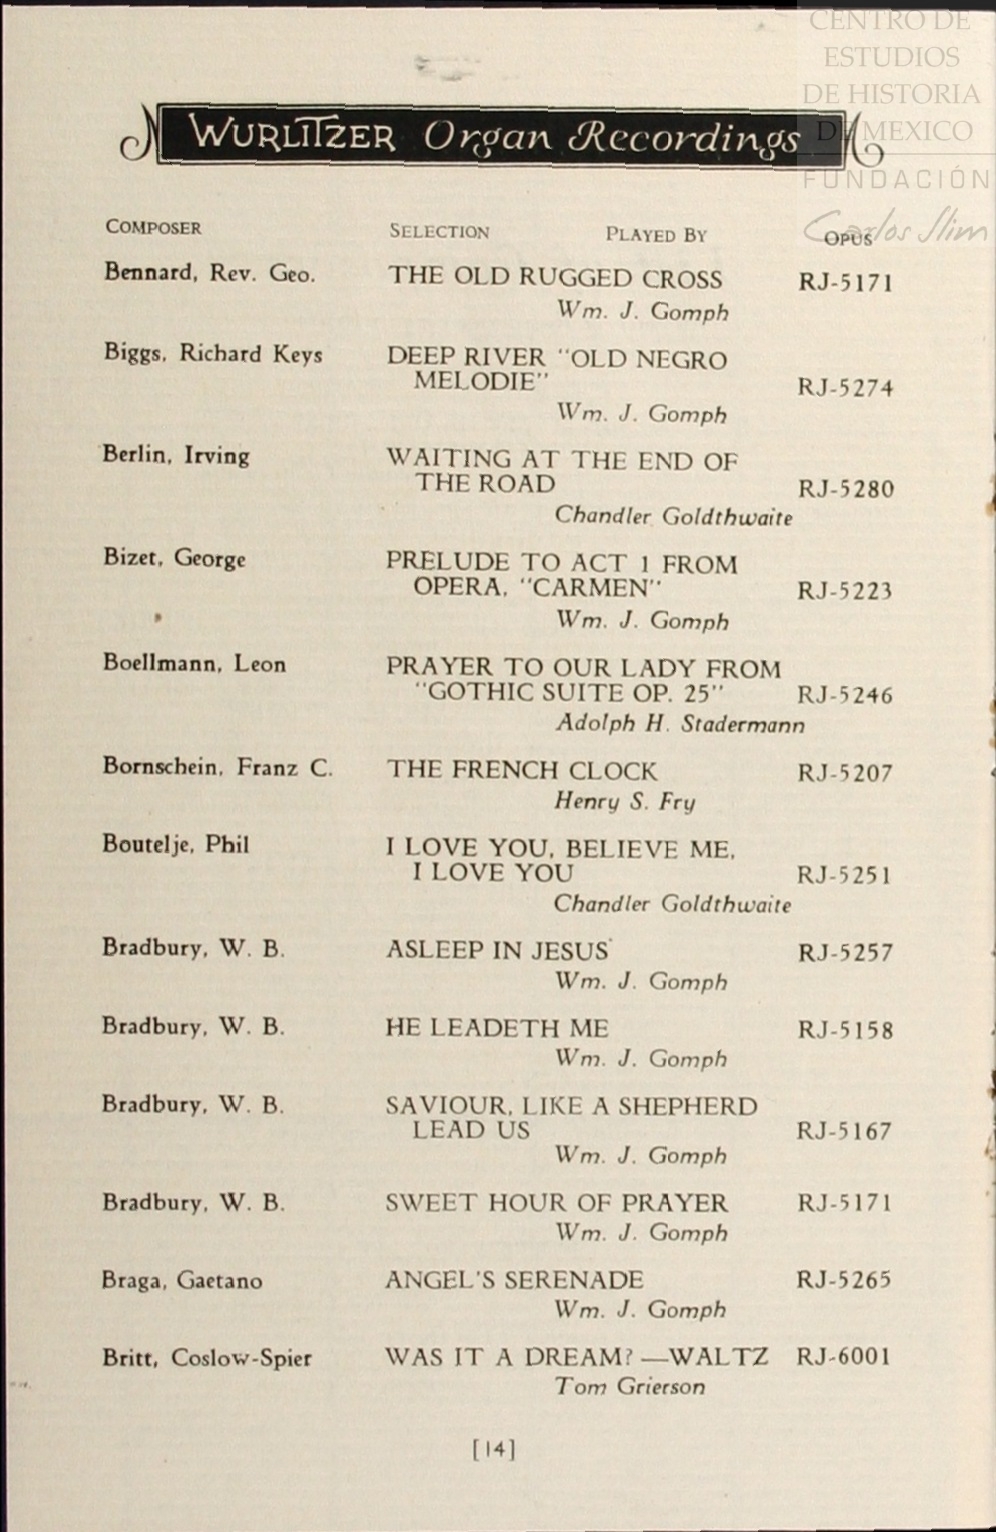 CENTRO DE
ESTUDIOS
DE HISTORIA
DE MEXICO
FUNDACIÓN
Carlos Slim
WURLITZER Organ Recordings
COMPOSER SELECTION PLAYED BY OPUS
Bennard, Rev. Geo. THE OLD RUGGED CROSS RJ-5171
Wm. J. Gomph
Biggs, Richard Keys DEEP RIVER "OLD NEGRO
MELODIE" RJ-5274
Wm. J. Gomph
Berlin, Irving WAITING AT THE END OF
THE ROAD RJ-5280
Chandler Goldthwaite
Bizet, George PRELUDE TO ACT 1 FROM
OPERA, "CARMEN" RJ-5223
Wm. J. Gomph
Boellmann, Leon PRAYER TO OUR LADY FROM
"GOTHIC SUITE OP. 25" RJ-5246
Adolph H. Stadermann
Bornschein, Franz C. THE FRENCH CLOCK RJ-5207
Henry S. Fry
Boutelje, Phil I LOVE YOU, BELIEVE ME,
I LOVE YOU RJ-5251
Chandler Goldthwaite
Bradbury, W. B. ASLEEP IN JESUS RJ-5257
Wm. J. Gomph
Bradbury, W. B. HE LEADETH ME RJ-5158
Wm. J. Gomph
Bradbury, W. B. SAVIOUR, LIKE A SHEPHERD
LEAD US RJ-5167
Wm. J. Gomph
Bradbury, W. B. SWEET HOUR OF PRAYER RJ-5171
Wm. J. Gomph
Braga, Gaetano ANGEL'S SERENADE RJ-5265
Wm. J. Gomph
Britt, Coslow-Spier WAS IT A DREAM?—WALTZ RJ-6001
Tom Grierson
[14]